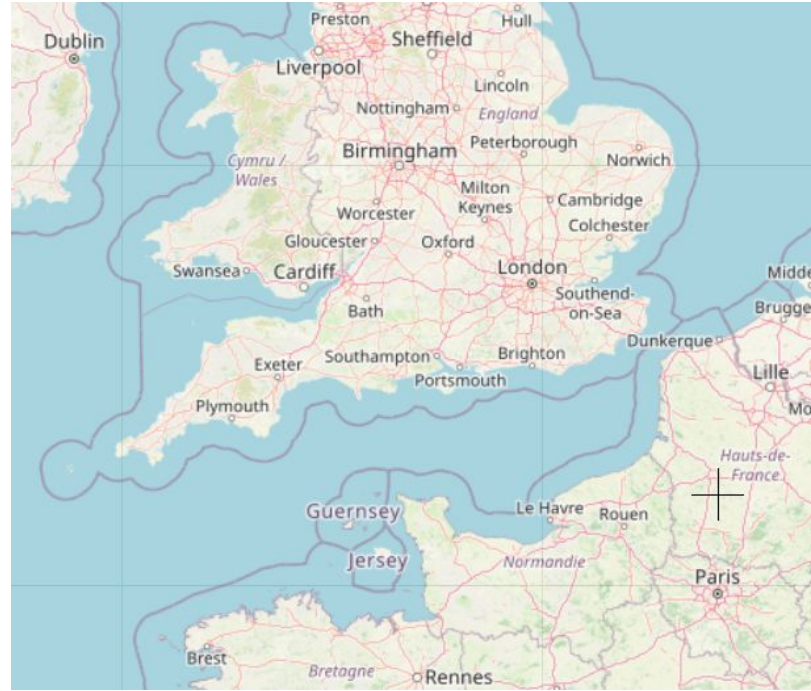 Preston
Hull
Dublin
Sheffield
Liverpool
Lincoln
Nottingham
England
Peterborough
Birmingham
Norwich
Cymru /
Wales
Milton
Keynes
Cambridge
Worcester
Colchester
Gloucester
Oxford
Swansea
Cardiff
London
Southend-
on-Sea
Bath
Midde
Brugge
Dunkerque
Southampton
Brighton
Exeter
Portsmouth
Lille
Plymouth
Mo
Hauts-de-
France
Guernsey
Le Havre
Rouen
Jersey
Normandie
Paris
Brest
Bretagne
Rennes